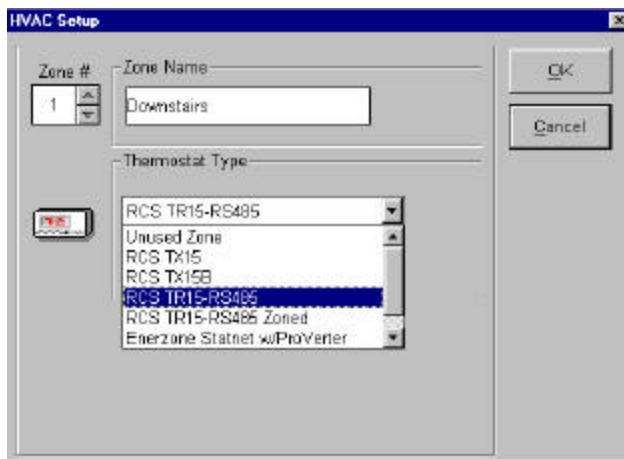 HVAC Setup
Zone #
1
Zone Name
Downstairs
OK
Cancel
Thermostat Type
RCS TR15-RS485
Unused Zone
RCS TX15
RCS TX15B
RCS TR15-RS485
RCS TR15-RS485 Zoned
Enerzone Statnet w/ProVerter